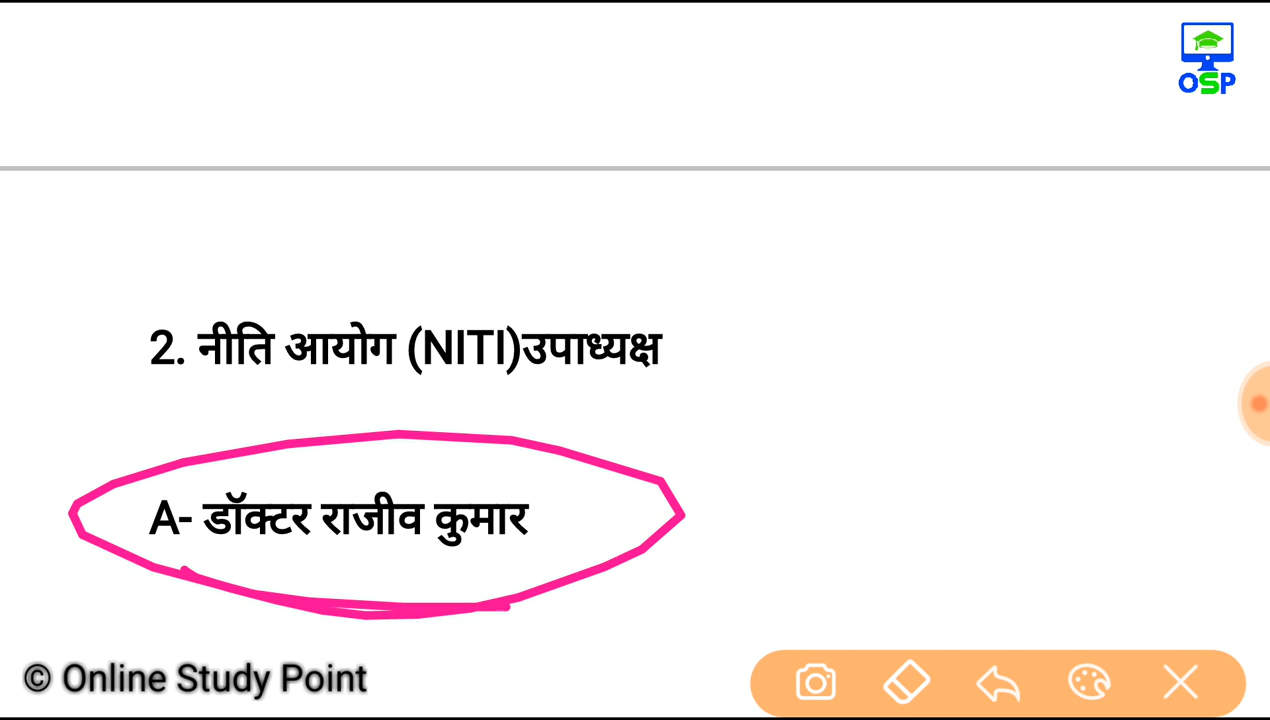 OSP
2. नीति आयोग (NITI)उपाध्यक्ष
A- डॉक्टर राजीव कुमार
© Online Study Point